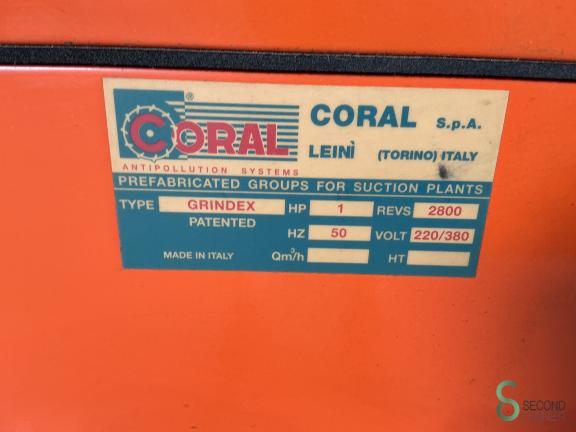 CORAL ®
ANTIPOLLUTION SYSTEMS
CORAL S.p.A.
LEINÌ (TORINO) ITALY
PREFABRICATED GROUPS FOR SUCTION PLANTS
TYPE GRINDEX HP 1 REVS 2800
PATENTED HZ 50 VOLT 220/380
MADE IN ITALY Qm³/h HT
SECOND